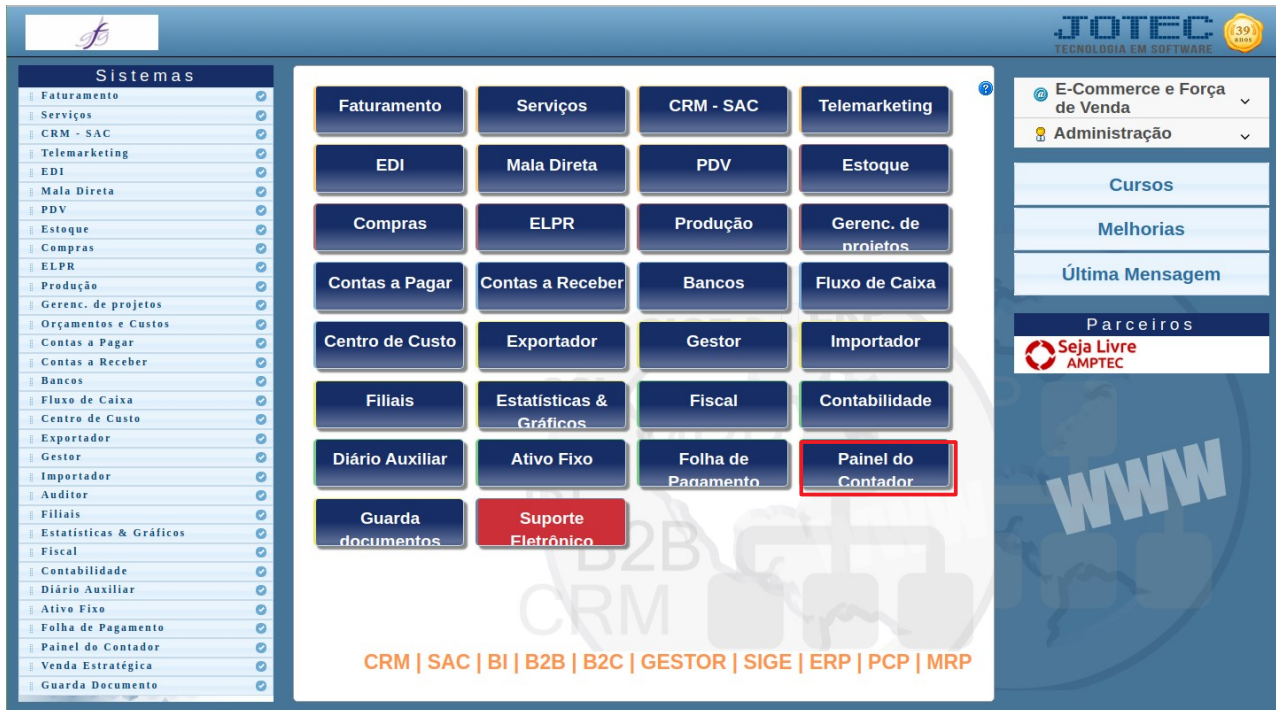 JOTEC
TECNOLOGIA EM SOFTWARE
39
anos
Sistemas
Faturamento
Serviços
CRM - SAC
Telemarketing
EDI
Mala Direta
PDV
Estoque
Compras
ELPR
Produção
Gerenc. de projetos
Orçamentos e Custos
Contas a Pagar
Contas a Receber
Bancos
Fluxo de Caixa
Centro de Custo
Exportador
Gestor
Importador
Auditor
Filiais
Estatísticas & Gráficos
Fiscal
Contabilidade
Diário Auxiliar
Ativo Fixo
Folha de Pagamento
Painel do Contador
Venda Estratégica
Guarda Documento
Faturamento
Serviços
CRM - SAC
Telemarketing
EDI
Mala Direta
PDV
Estoque
Compras
ELPR
Produção
Gerenc. de
projetos
Contas a Pagar
Contas a Receber
Bancos
Fluxo de Caixa
Centro de Custo
Exportador
Gestor
Importador
Filiais
Estatísticas &
Gráficos
Fiscal
Contabilidade
Diário Auxiliar
Ativo Fixo
Folha de
Pagamento
Painel do
Contador
Guarda
documentos
Suporte
Eletrônico
B2B
CRM
CRM | SAC | BI | B2B | B2C | GESTOR | SIGE | ERP | PCP | MRP
E-Commerce e Força
de Venda
Administração
Cursos
Melhorias
Última Mensagem
Parceiros
Seja Livre
AMPTEC
WWW